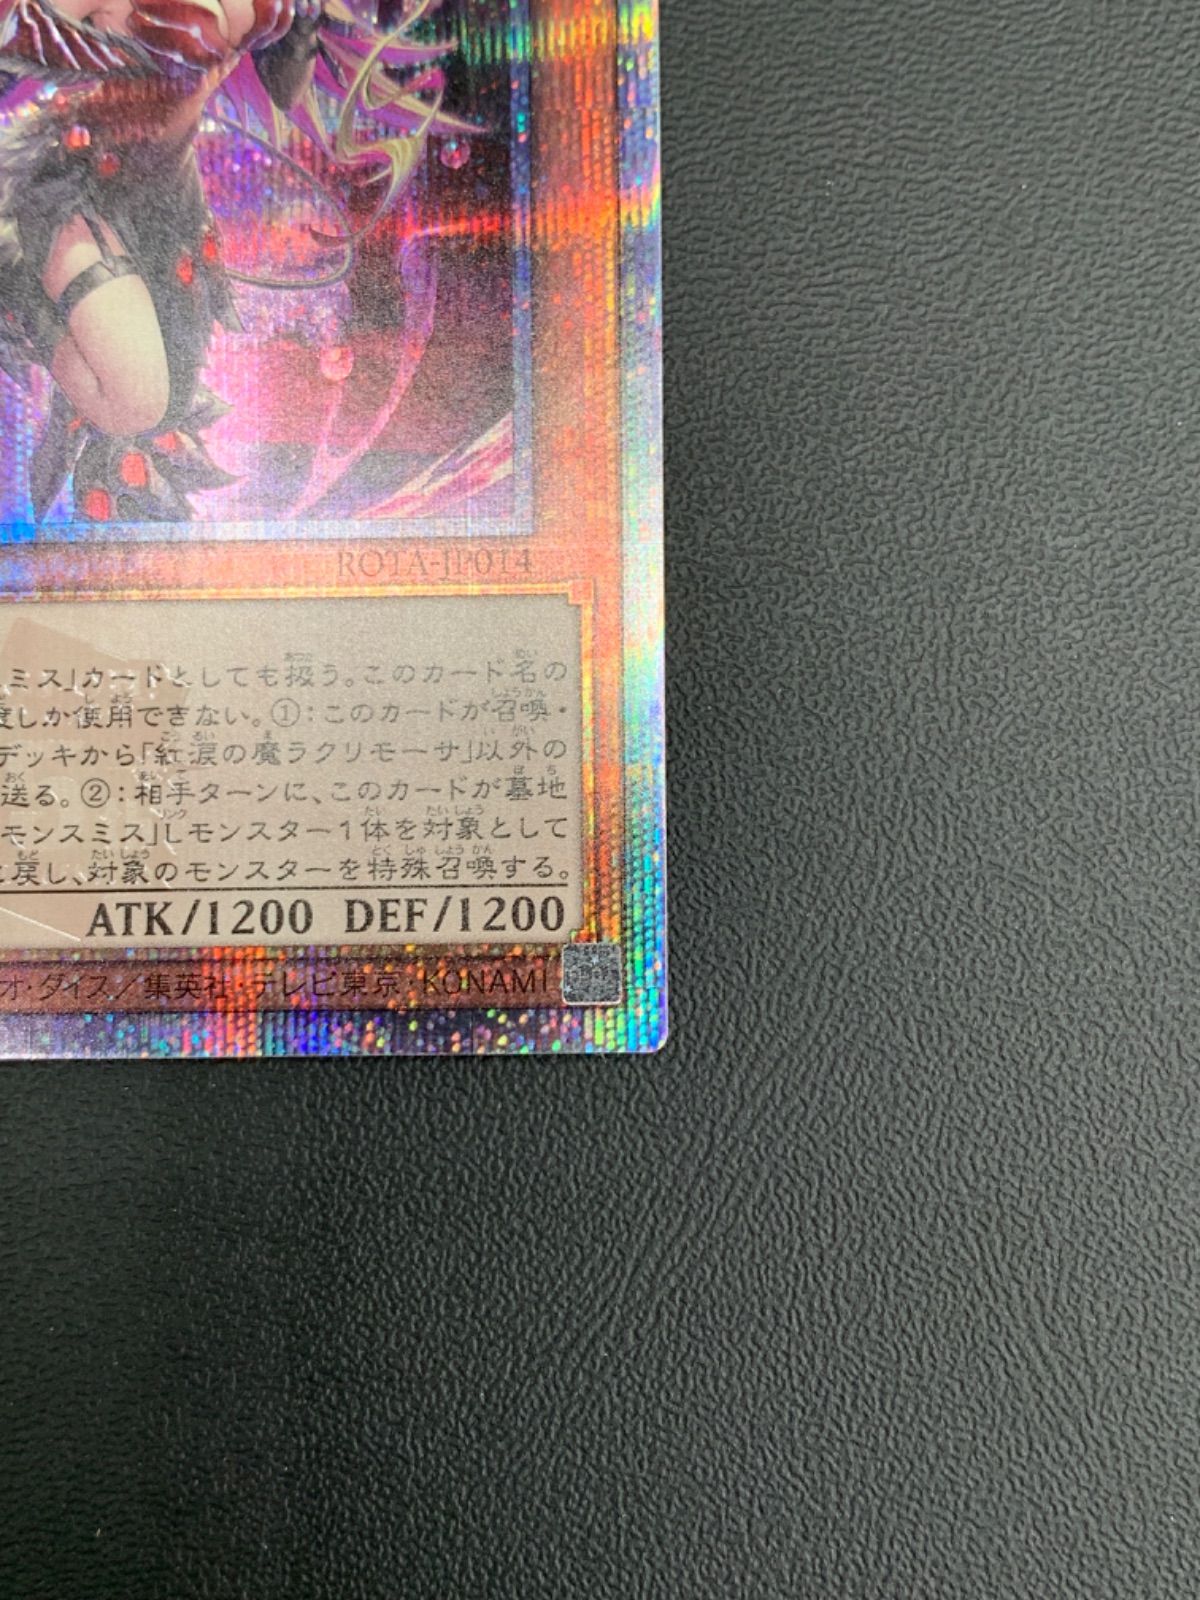 ROTA-JP014
ミス」カードとしても扱う。このカード名の
度しか使用できない。①：このカードが召喚・
デッキから「紅涙の魔ラクリモーサ」以外の
送る。②：相手ターンに、このカードが墓地
モンスミス」Lモンスター1体を対象として
に戻し、対象のモンスターを特殊召喚する。
ATK/1200 DEF/1200
オ・ダイス／集英社・テレビ東京・KONAMI